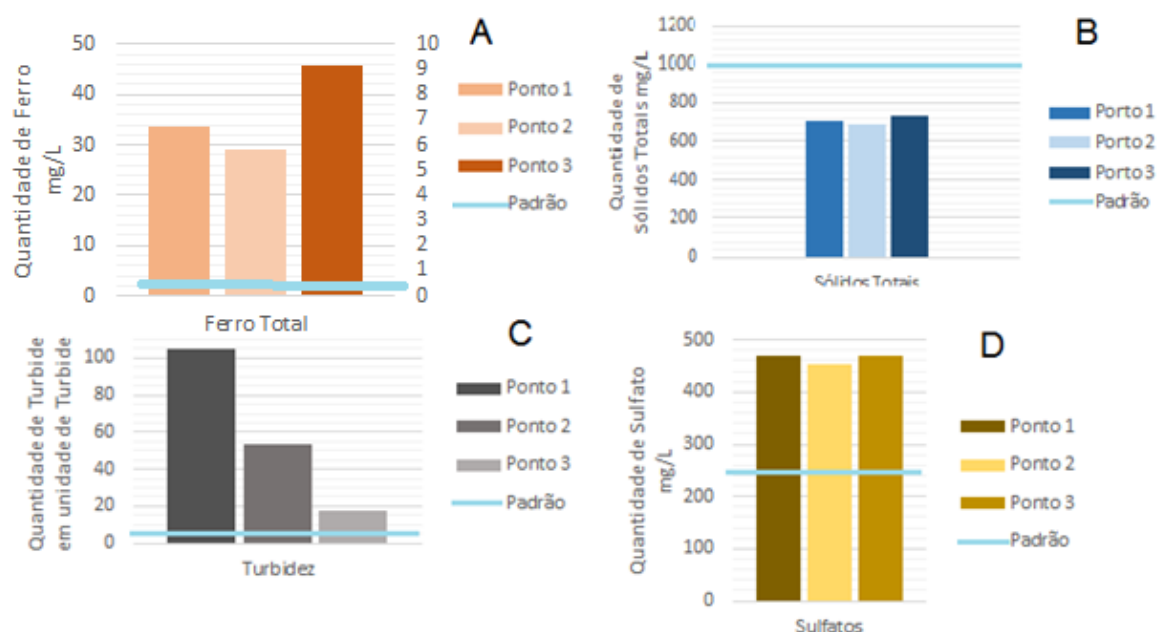 A
Quantidade de Ferro
mg/L
50
40
30
20
10
0
10
9
8
7
6
5
4
3
2
1
0
Ponto 1
Ponto 2
Ponto 3
Padrão
Ferro Total
B
Quantidade de
sólidos Totais mg/L
1200
1000
800
600
400
200
0
Porto 1
Porto 2
Porto 3
Padrão
Sólidos Totais
C
Quantidade de Turbide
em unidade de Turbide
100
80
60
40
20
0
Ponto 1
Ponto 2
Ponto 3
Padrão
Turbidez
D
Quantidade de Sulfato
mg/L
500
400
300
200
100
0
Ponto 1
Ponto 2
Ponto 3
Padrão
Sulfatos